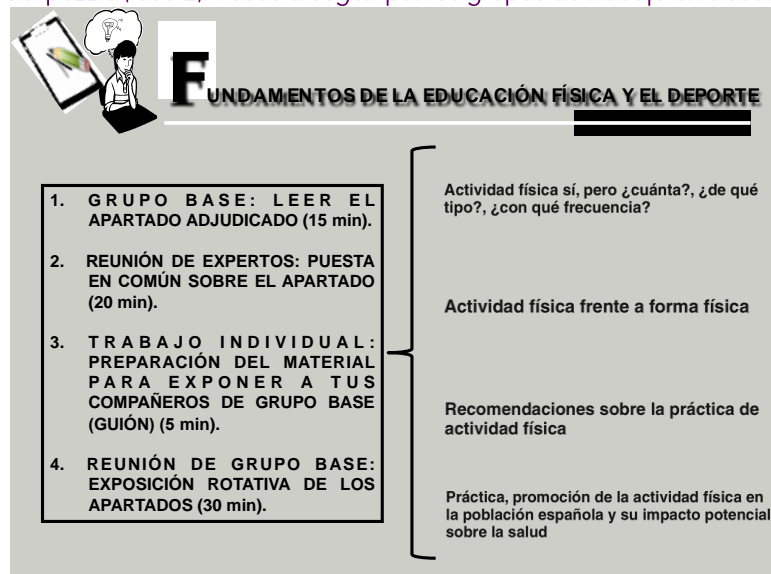 FUNDAMENTOS DE LA EDUCACIÓN FÍSICA Y EL DEPORTE
1. GRUPO BASE: LEER EL
APARTADO ADJUDICADO (15 min).
2. REUNIÓN DE EXPERTOS: PUESTA
EN COMÚN SOBRE EL APARTADO
(20 min).
3. TRABAJO INDIVIDUAL:
PREPARACIÓN DEL MATERIAL
PARA EXPONER A TUS
COMPAÑEROS DE GRUPO BASE
(GUIÓN) (5 min).
4. REUNIÓN DE GRUPO BASE:
EXPOSICIÓN ROTATIVA DE LOS
APARTADOS (30 min).
Actividad física sí, pero ¿cuánta?, ¿de qué
tipo?, ¿con qué frecuencia?
Actividad física frente a forma física
Recomendaciones sobre la práctica de
actividad física
Práctica, promoción de la actividad física en
la población española y su impacto potencial
sobre la salud